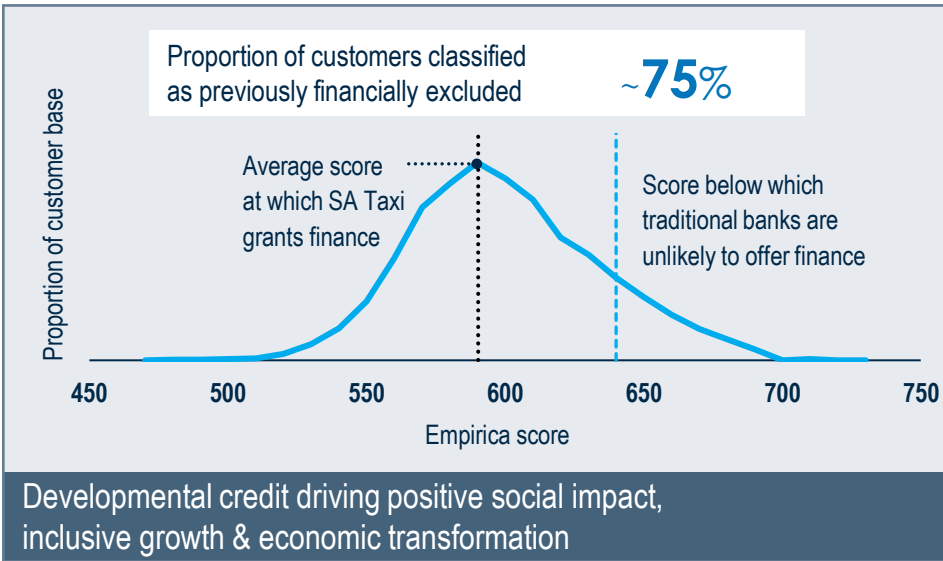 Proportion of customers classified
as previously financially excluded
~75%
Proportion of customer base
Average score
at which SA Taxi
grants finance
Score below which
traditional banks are
unlikely to offer finance
450 500 550 600 650 700 750
Empirica score
Developmental credit driving positive social impact,
inclusive growth & economic transformation